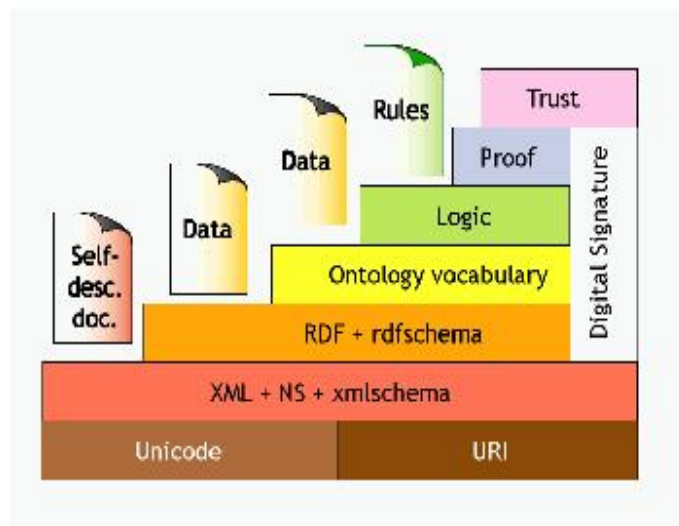 Trust
Rules
Proof
Data
Logic
Data
Self-
desc.
doc.
Ontology vocabulary
Digital Signature
RDF + rdfschema
XML + NS + xmlschema
Unicode
URI